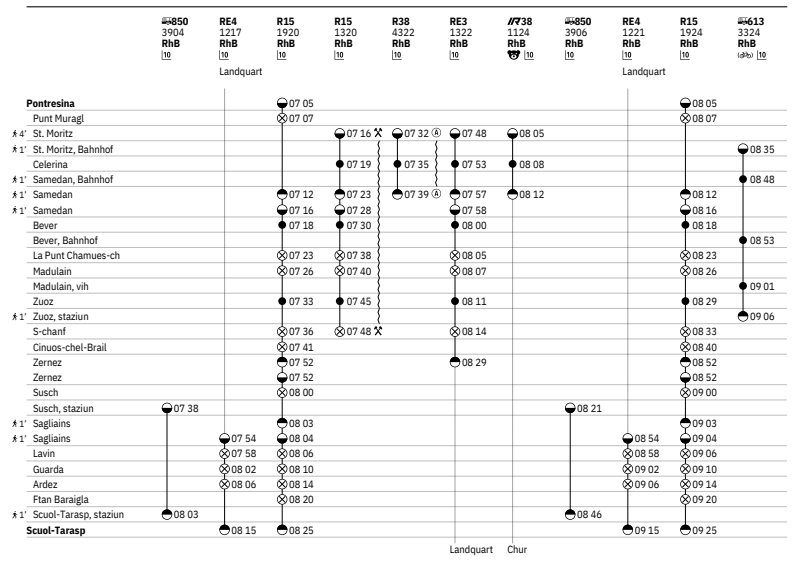 850 RE4 R15 R15 R38 RE3 IR38 850 RE4 R15 613
3904 1217 1920 1320 4322 1322 1124 3906 1221 1924 3324
RhB RhB RhB RhB RhB RhB RhB RhB RhB RhB RhB
10 10 10 10 10 10 10 10 10 10 10
Landquart Landquart
Pontresina 07 05 08 05
Punt Muragl 07 07 08 07
4' St. Moritz 07 16 07 32 A 07 48 08 05
1' St. Moritz, Bahnhof 08 35
Celerina 07 19 07 35 07 53 08 08
1' Samedan, Bahnhof 08 48
1' Samedan 07 12 07 23 07 39 A 07 57 08 12 08 12
1' Samedan 07 16 07 28 07 58 08 16
Bever 07 18 07 30 08 00 08 18
Bever, Bahnhof 08 53
La Punt Chamues-ch 07 23 07 38 08 05 08 23
Madulain 07 26 07 40 08 07 08 26
Madulain, vih 09 01
Zuoz 07 33 07 45 08 11 08 29
1' Zuoz, staziun 09 06
S-chanf 07 36 07 48 08 14 08 33
Cinuos-chel-Brail 07 41 08 40
Zernez 07 52 08 29 08 52
Zernez 07 52 08 52
Susch 08 00 09 00
Susch, staziun 07 38 08 21
1' Sagliains 08 03 09 03
1' Sagliains 07 54 08 04 08 54 09 04
Lavin 07 58 08 06 08 58 09 06
Guarda 08 02 08 10 09 02 09 10
Ardez 08 06 08 14 09 06 09 14
Ftan Baraigla 08 20 09 20
1' Scuol-Tarasp, staziun 08 03 08 46
Scuol-Tarasp 08 15 08 25 09 15 09 25
Landquart Chur